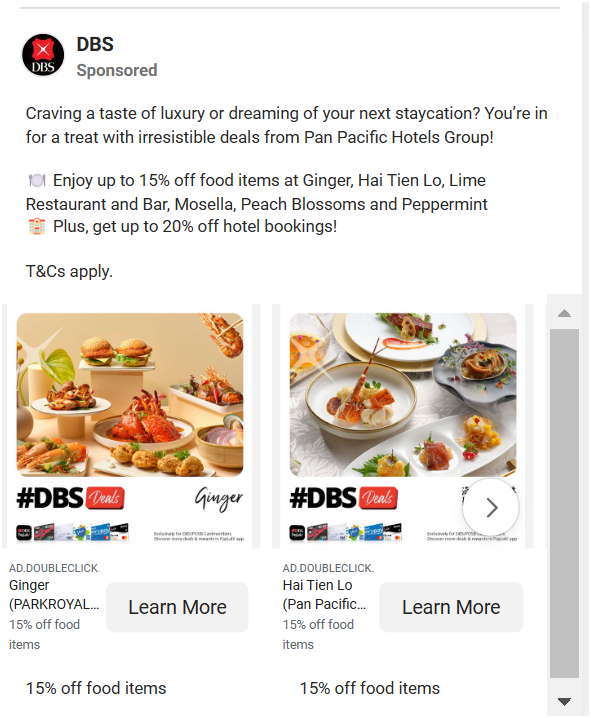 DBS
DBS
Sponsored
Craving a taste of luxury or dreaming of your next staycation? You're in
for a treat with irresistible deals from Pan Pacific Hotels Group!
🍽️ Enjoy up to 15% off food items at Ginger, Hai Tien Lo, Lime
Restaurant and Bar, Mosella, Peach Blossoms and Peppermint
🏨 Plus, get up to 20% off hotel bookings!
T&Cs apply.
#DBS Deals
Ginger
Exclusively for DBS/POSB Cardmembers.
Discover more deals & rewards in PayLah! app
AD.DOUBLECLICK.
Ginger
(PARKROYAL...
15% off food
items
Learn More
15% off food items
#DBS Deals
Exclusively for DBS/POSB Cardmembers.
Discover more deals & rewards in PayLah! app
AD.DOUBLECLICK.
Hai Tien Lo
(Pan Pacific...
15% off food
items
Learn More
15% off food items